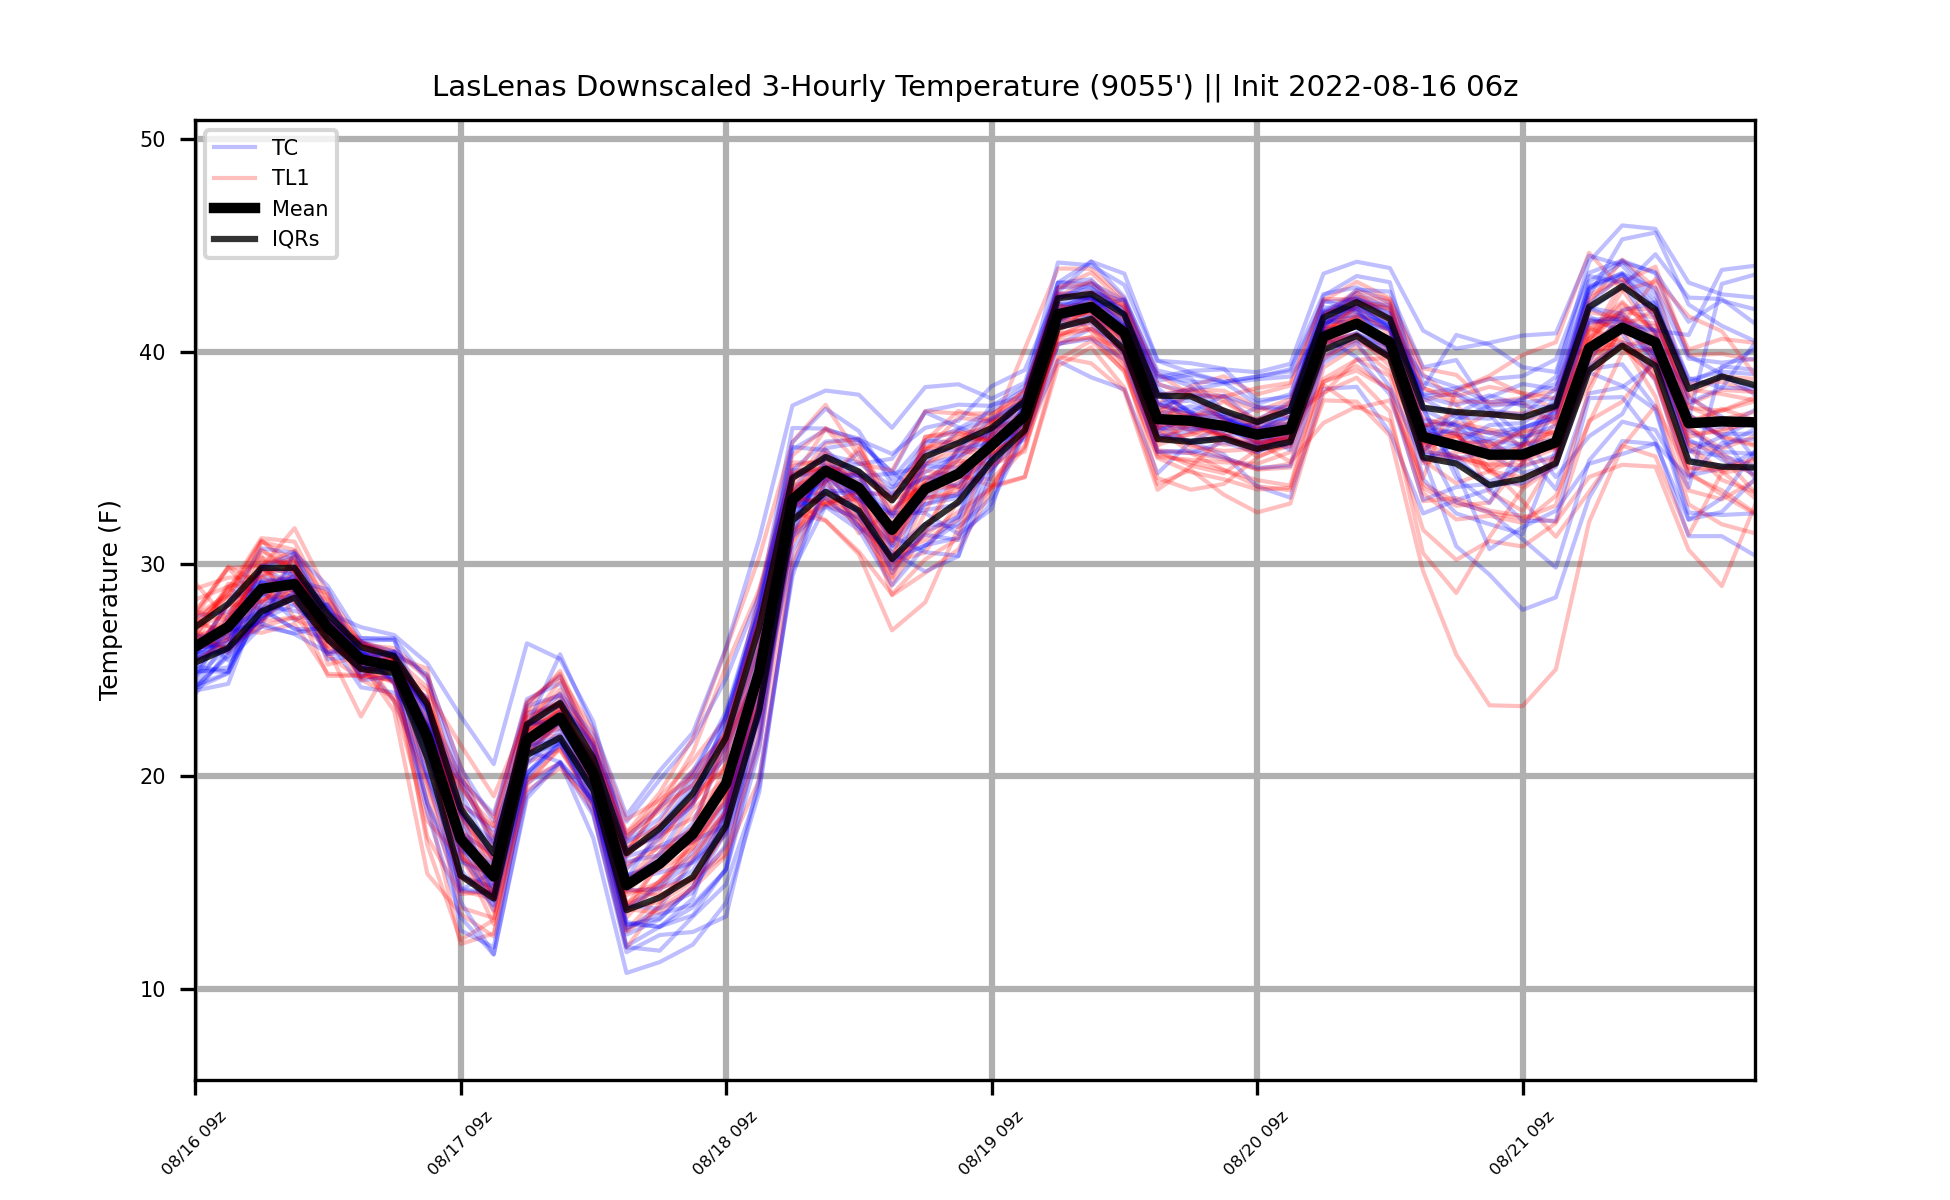 LasLenas Downscaled 3-Hourly Temperature (9055') || Init 2022-08-16 06z
TC
TL1
Mean
IQRs
Temperature (F)
50
40
30
20
10
08/16 09z
08/17 09z
08/18 09z
08/19 09z
08/20 09z
08/21 09z